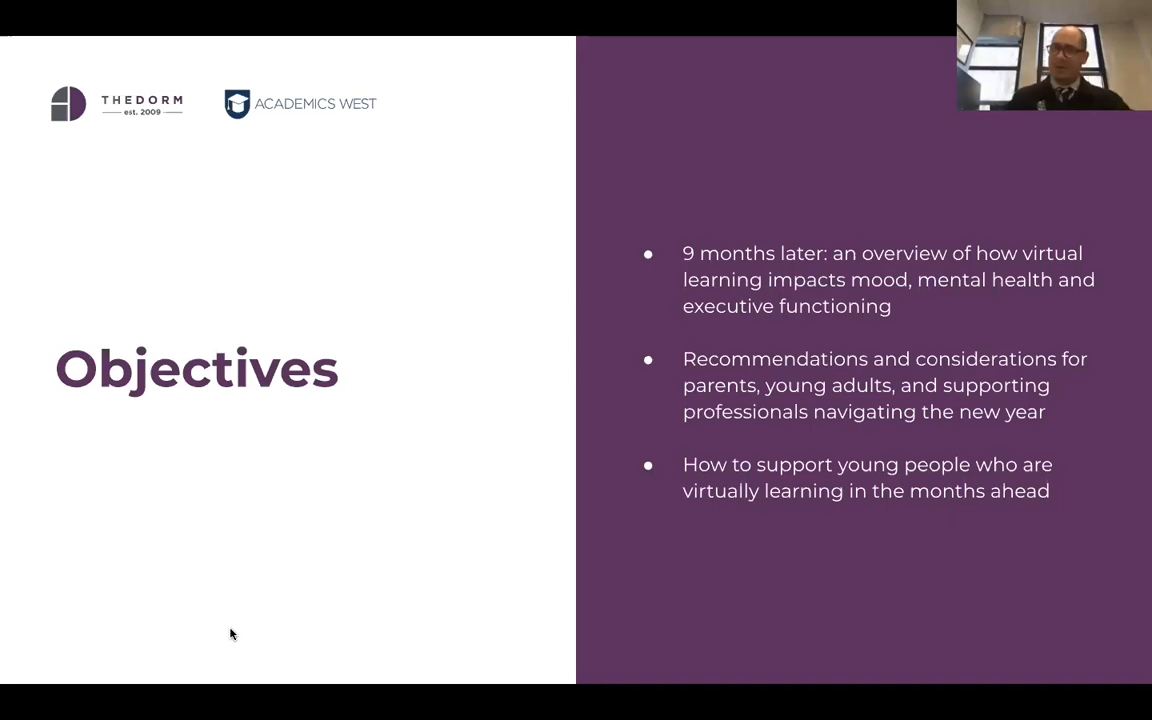 THEDORM
est. 2009
ACADEMICS WEST
Objectives
9 months later: an overview of how virtual
learning impacts mood, mental health and
executive functioning
Recommendations and considerations for
parents, young adults, and supporting
professionals navigating the new year
How to support young people who are
virtually learning in the months ahead